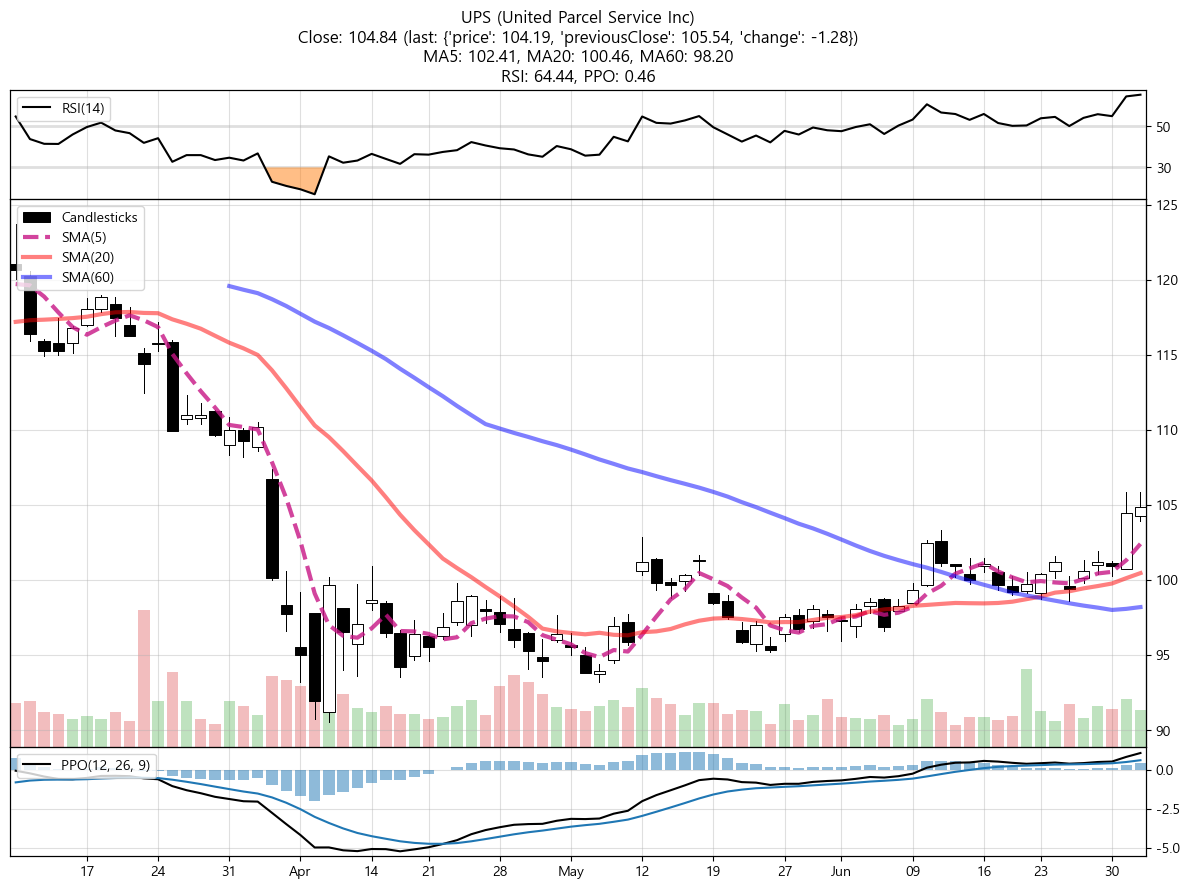 UPS (United Parcel Service Inc)
Close: 104.84 (last: {'price': 104.19, 'previousClose': 105.54, 'change': -1.28})
MA5: 102.41, MA20: 100.46, MA60: 98.20
RSI: 64.44, PPO: 0.46
RSI(14)
50
30
Candlesticks
SMA(5)
SMA(20)
SMA(60)
125
120
115
110
105
100
95
90
PPO(12, 26, 9)
0.0
-2.5
-5.0
17 24 31 Apr 14 21 28 May 12 19 27 Jun 09 16 23 30